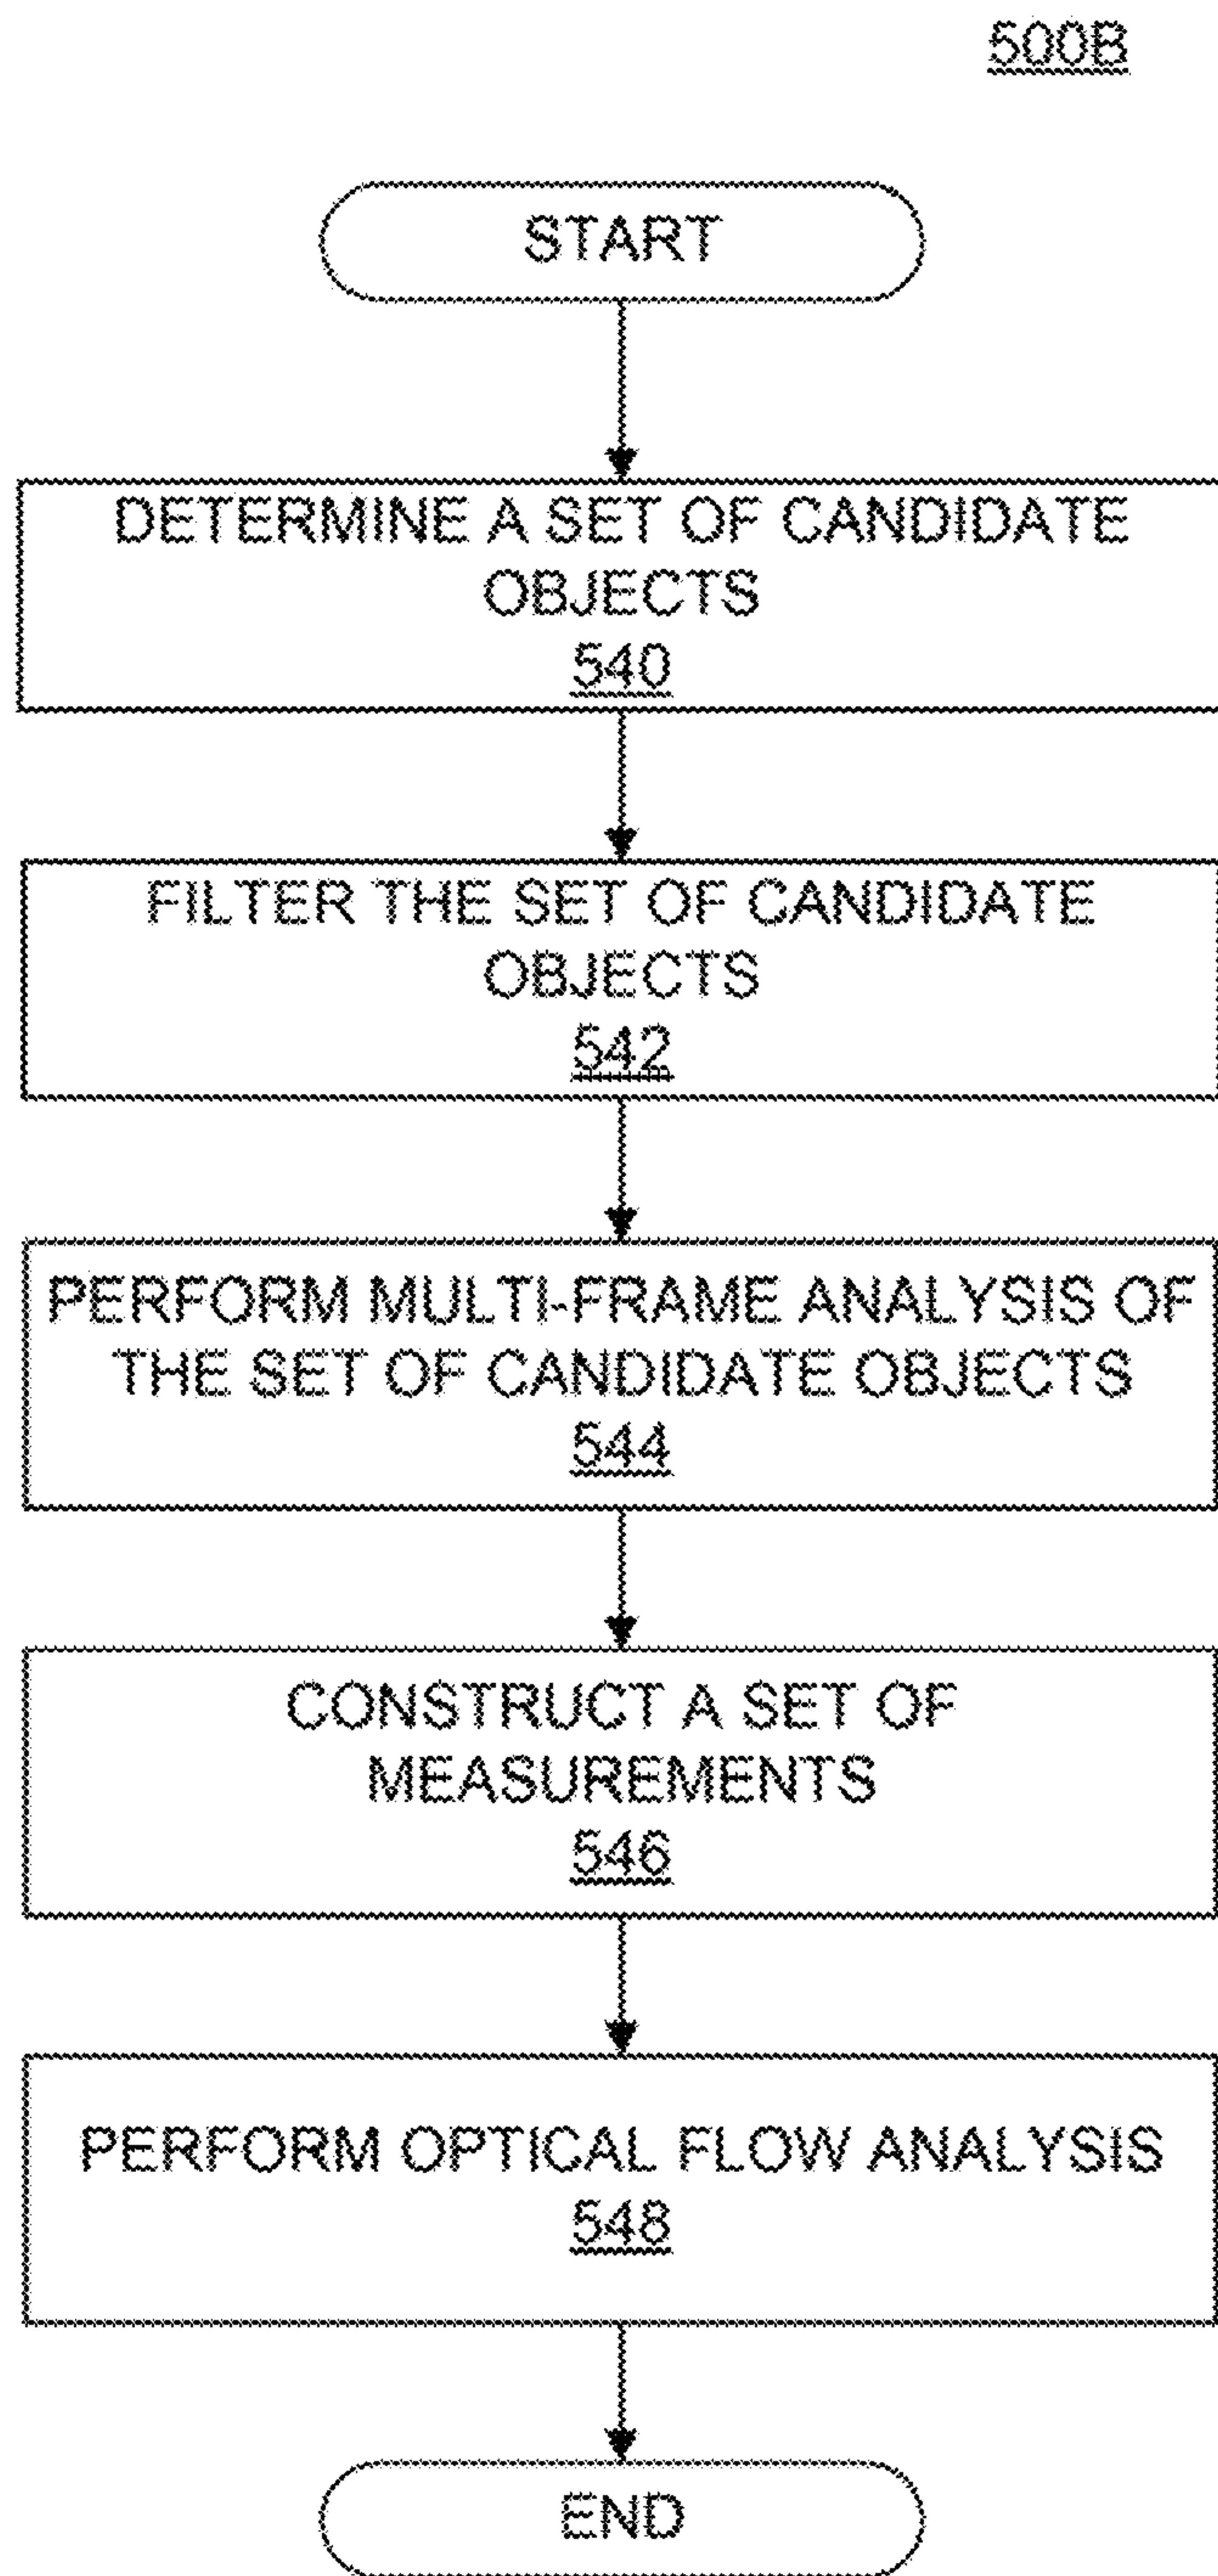 500B
START
DETERMINE A SET OF CANDIDATE
OBJECTS
540
FILTER THE SET OF CANDIDATE
OBJECTS
542
PERFORM MULTI-FRAME ANALYSIS OF
THE SET OF CANDIDATE OBJECTS
544
CONSTRUCT A SET OF
MEASUREMENTS
546
PERFORM OPTICAL FLOW ANALYSIS
548
END